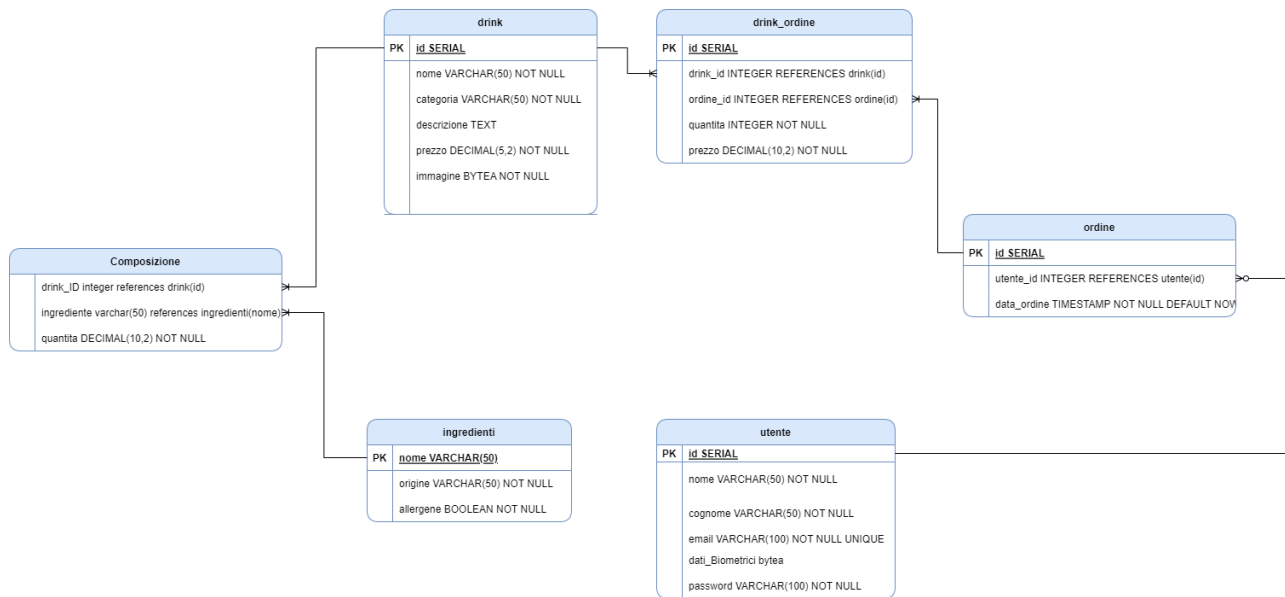 drink
PK id SERIAL
nome VARCHAR(50) NOT NULL
categoria VARCHAR(50) NOT NULL
descrizione TEXT
prezzo DECIMAL(5,2) NOT NULL
immagine BYTEA NOT NULL
drink_ordine
PK id SERIAL
drink_id INTEGER REFERENCES drink(id)
ordine_id INTEGER REFERENCES ordine(id)
quantita INTEGER NOT NULL
prezzo DECIMAL(10,2) NOT NULL
ordine
PK id SERIAL
utente_id INTEGER REFERENCES utente(id)
data_ordine TIMESTAMP NOT NULL DEFAULT NOW
Composizione
drink_ID integer references drink(id)
ingrediente varchar(50) references ingredienti(nome)
quantita DECIMAL(10,2) NOT NULL
ingredienti
PK nome VARCHAR(50)
origine VARCHAR(50) NOT NULL
allergene BOOLEAN NOT NULL
utente
PK id SERIAL
nome VARCHAR(50) NOT NULL
cognome VARCHAR(50) NOT NULL
email VARCHAR(100) NOT NULL UNIQUE
dati_Biometrici bytea
password VARCHAR(100) NOT NULL